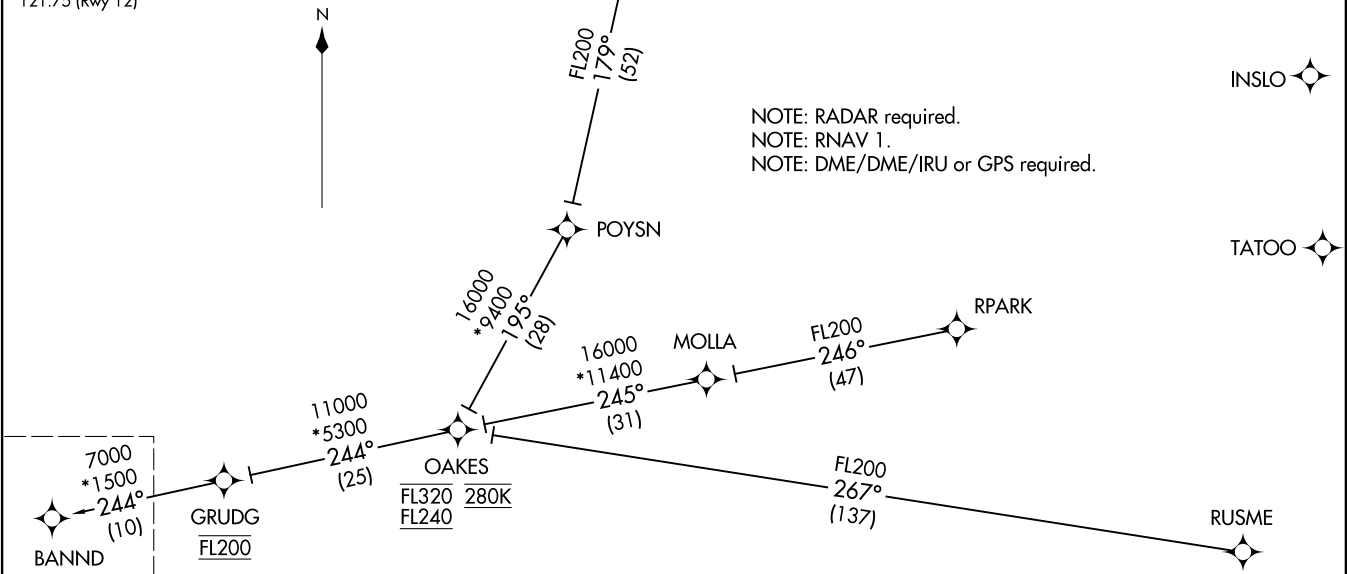 121.75 (Rwy 12)
N
FL200
179°
(52)
INSLO
NOTE: RADAR required.
NOTE: RNAV 1.
NOTE: DME/DME/IRU or GPS required.
POYSN
TATOO
16000
*9400
195°
(28)
RPARK
MOLLA
FL200
246°
(47)
16000
*11400
245°
(31)
11000
*5300
244°
(25)
OAKES
FL320 280K
FL240
FL200
267°
(137)
7000
*1500
244°
(10)
GRUDG
FL200
RUSME
BANND